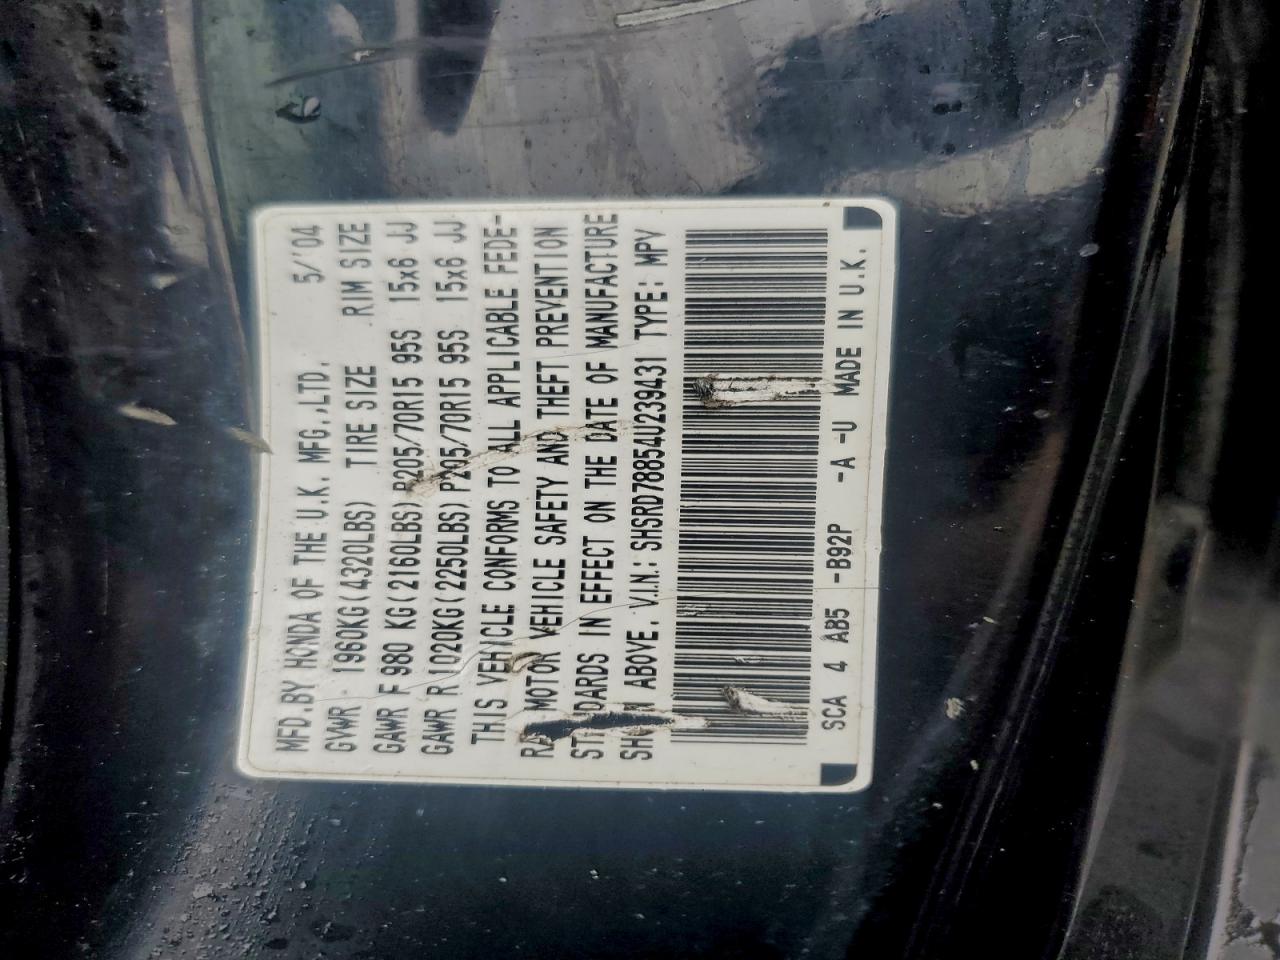 MFD.BY HONDA OF THE U.K. MFG.,LTD. 5/'04
GVWR 1960KG(4320LBS) TIRE SIZE RIM SIZE
GAWR F 980 KG(2160LBS) P205/70R15 95S 15x6 JJ
GAWR R 1020KG(2250LBS) P205/70R15 95S 15x6 JJ
THIS VEHICLE CONFORMS TO ALL APPLICABLE FEDE-
MOTOR VEHICLE SAFETY AND THEFT PREVENTION
IN EFFECT ON THE DATE OF MANUFACTURE
ABOVE. V.I.N.: SHSRD78854U239431 TYPE: MPV
SCA 4 AB5 -B92P -A -U MADE IN U.K.